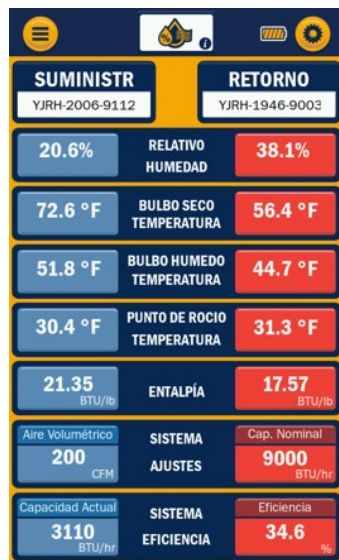 SUMINISTR
RETORNO
YJRH-2006-9112
YJRH-1946-9003
20.6%
RELATIVO
HUMEDAD
38.1%
72.6 °F
BULBO SECO
TEMPERATURA
56.4 °F
51.8 °F
BULBO HUMEDO
TEMPERATURA
44.7 °F
30.4 °F
PUNTO DE ROCIO
TEMPERATURA
31.3 °F
21.35
BTU/lb
ENTALPÍA
17.57
BTU/lb
Aire Volumétrico
200
CFM
SISTEMA
AJUSTES
Cap. Nominal
9000
BTU/hr
Capacidad Actual
3110
BTU/hr
SISTEMA
EFICIENCIA
Eficiencia
34.6
%